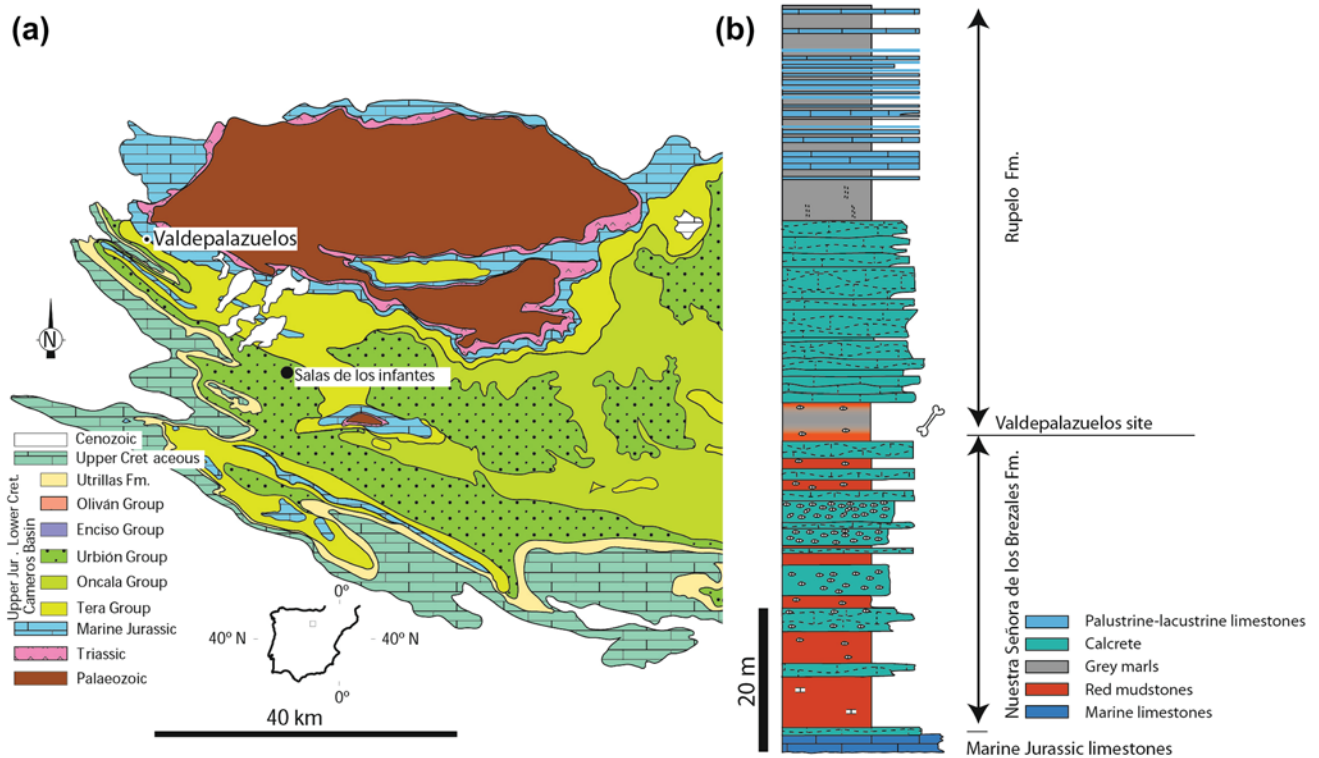 (a)
Valdepalazuelos
N
Salas de los infantes
Cenozoic
Upper Cret aceous
Utrillas Fm.
Oliván Group
Enciso Group
Urbión Group
Oncala Group
Tera Group
Marine Jurassic
Triassic
Palaeozoic
Upper Jur . Lower Cret.
Cameros Basin
0º
40º N
40º N
0º
40 km
(b)
Rupelo Fm.
Valdepalazuelos site
Nuestra Señora de los Brezales Fm.
Palustrine-lacustrine limestones
Calcrete
Grey marls
Red mudstones
Marine limestones
20 m
Marine Jurassic limestones